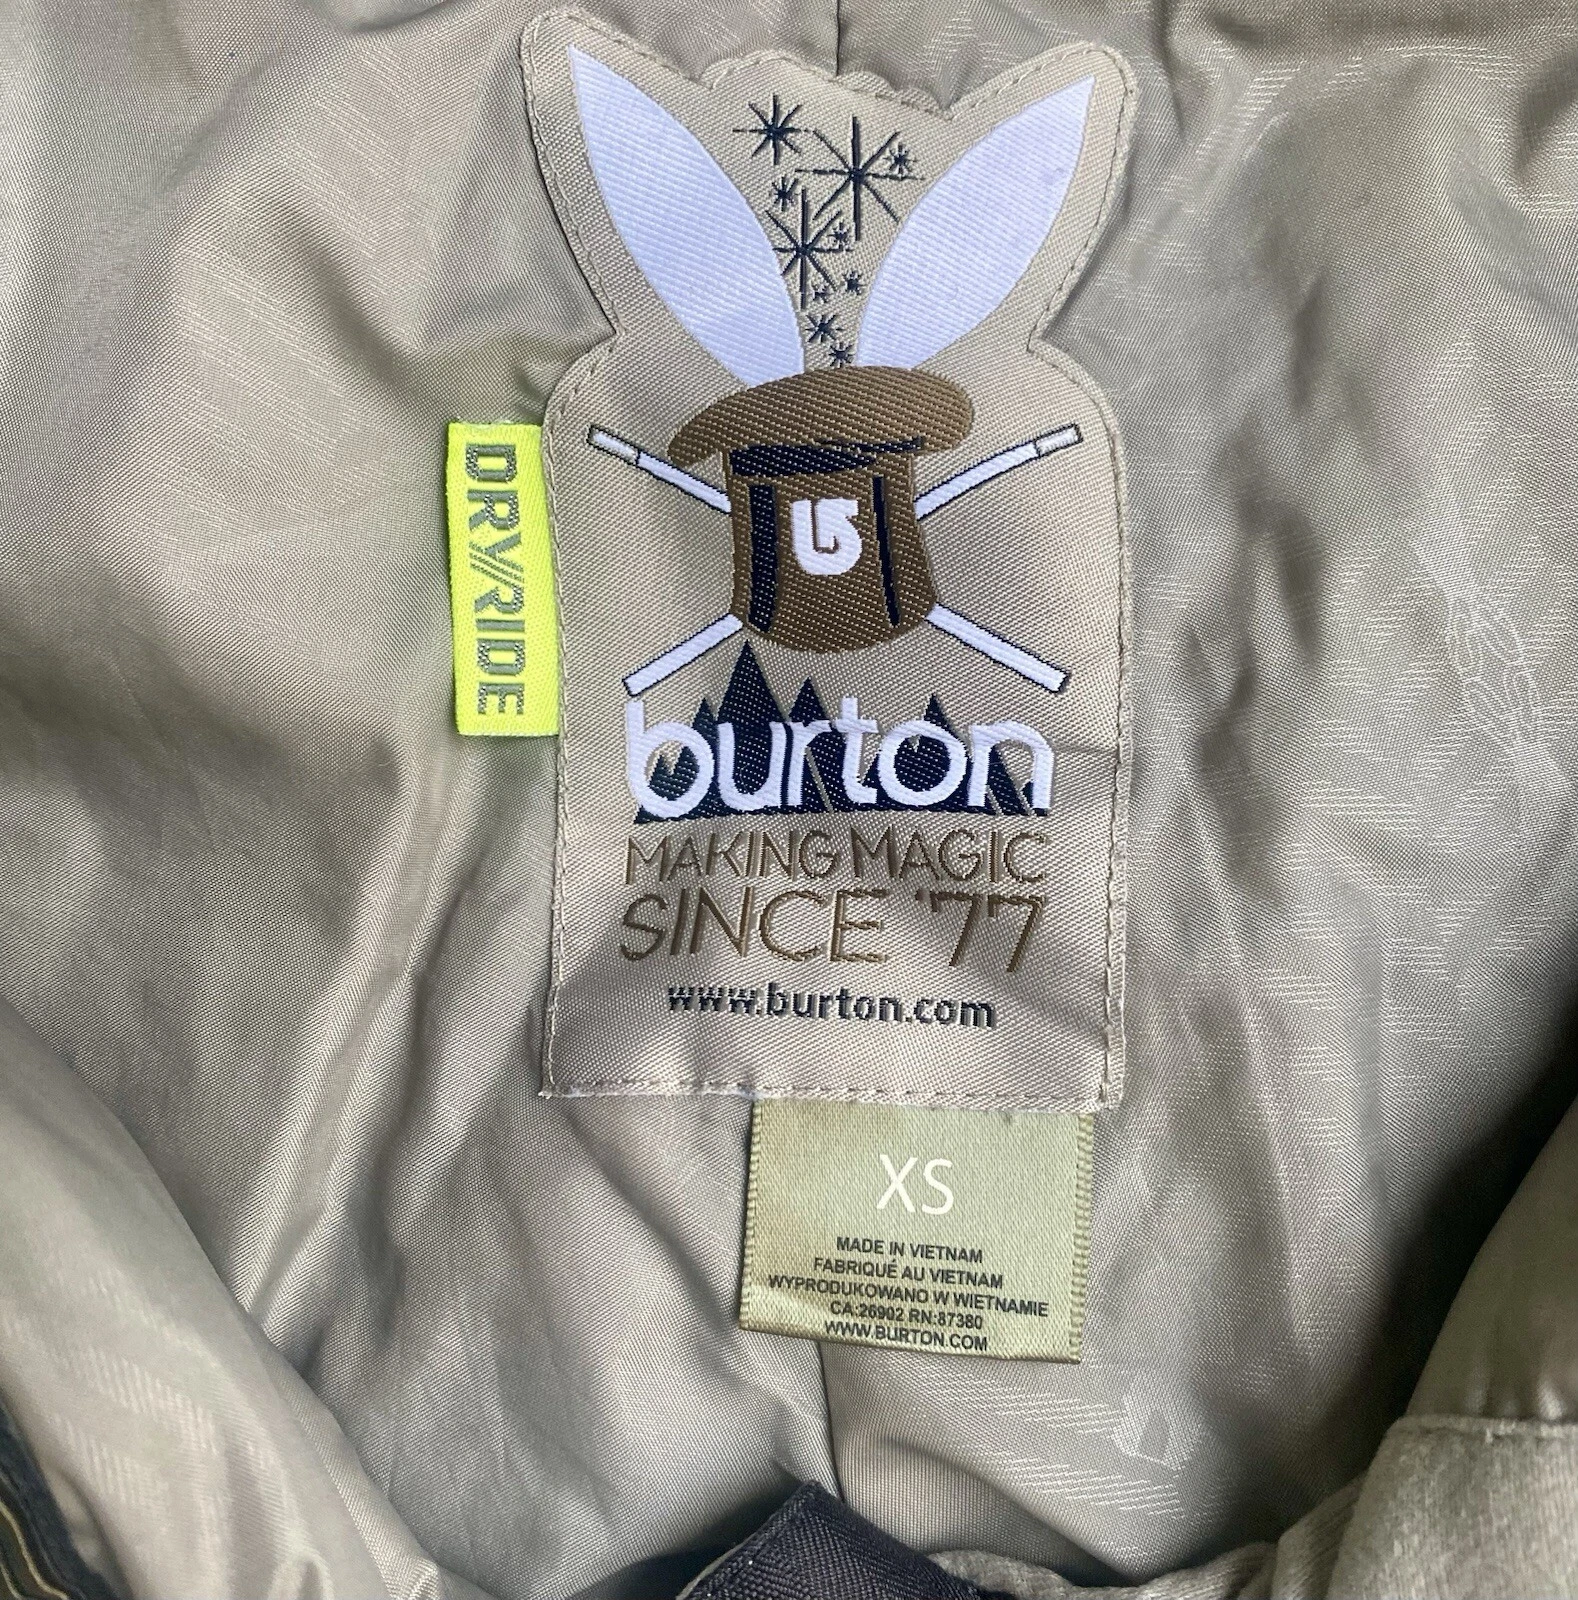 DRYRIDE
burton
MAKING MAGIC
SINCE '77
www.burton.com
XS
MADE IN VIETNAM
FABRIQUÉ AU VIETNAM
WYPRODUKOWANO W WIETNAMIE
CA:26902 RN:87380
WWW.BURTON.COM